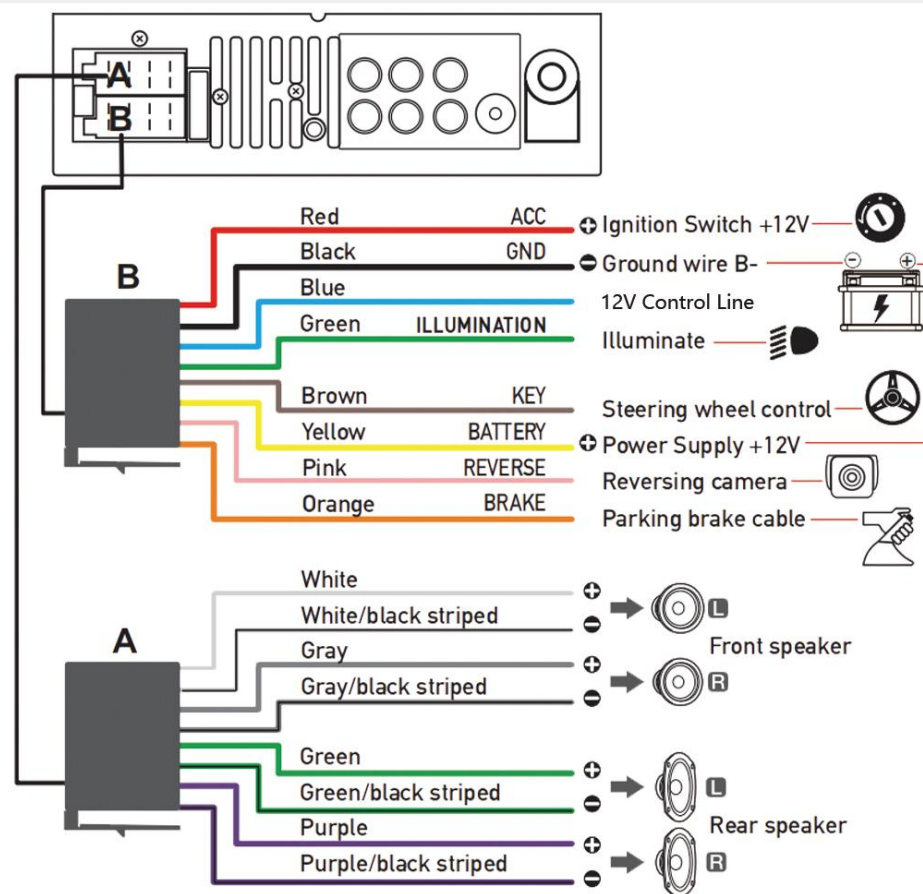 A
B
B
Red ACC
Ignition Switch +12V
Black GND
Ground wire B-
Blue
12V Control Line
Green ILLUMINATION
Illuminate
Brown KEY
Steering wheel control
Yellow BATTERY
Power Supply +12V
Pink REVERSE
Reversing camera
Orange BRAKE
Parking brake cable
A
White
White/black striped
L
Front speaker
Gray
Gray/black striped
R
Green
Green/black striped
L
Rear speaker
Purple
Purple/black striped
R